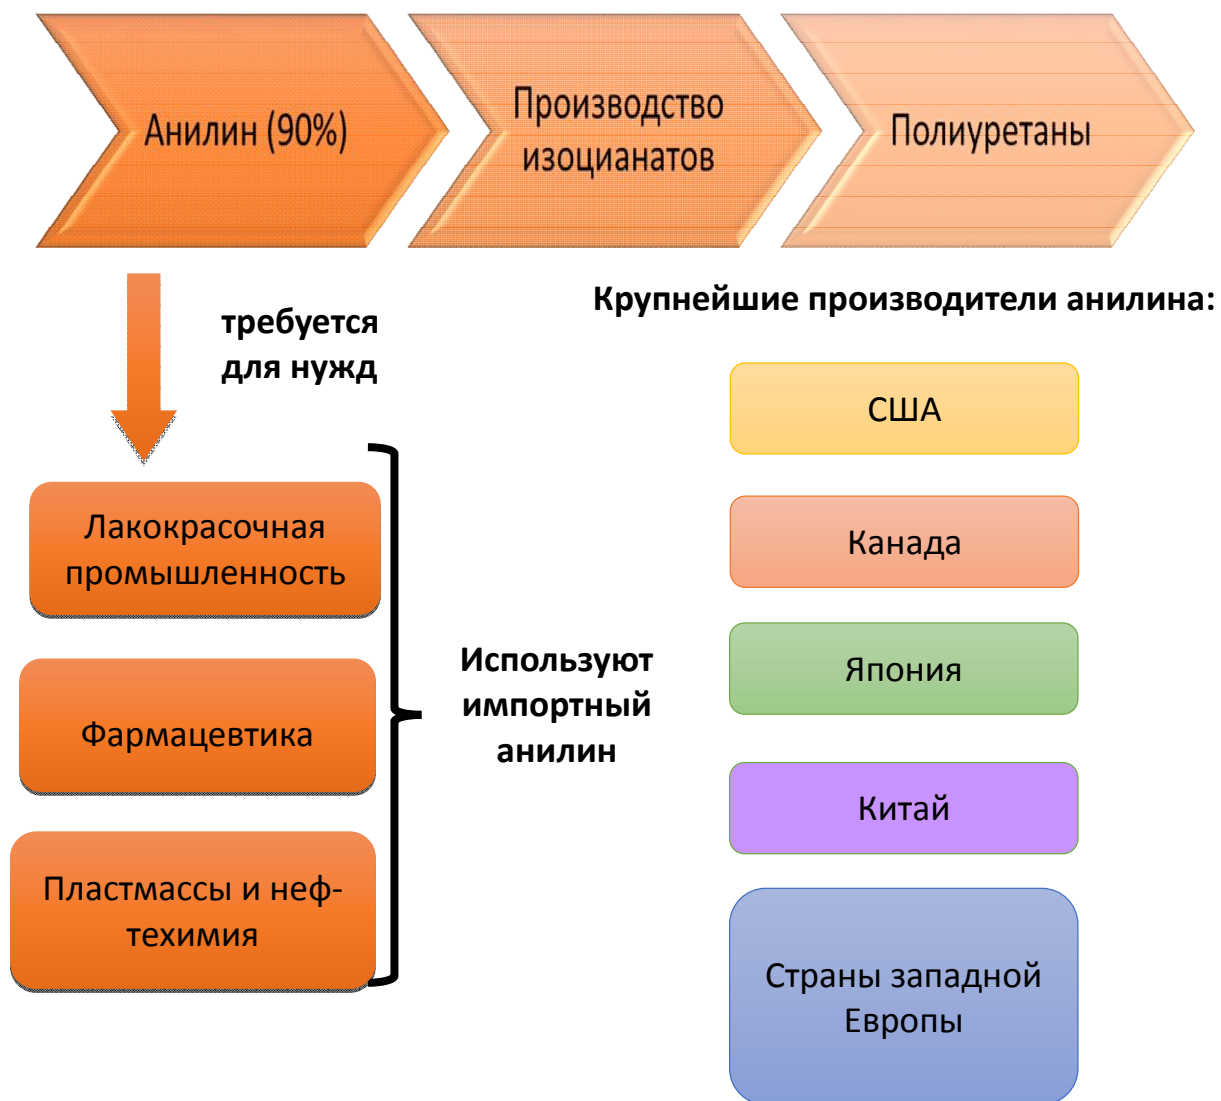 Анилин (90%)
Производство
изоцианатов
Полиуретаны
требуется
для нужд
Лакокрасочная
промышленность
Фармацевтика
Пластмассы и неф-
техимия
Используют
импортный
анилин
Крупнейшие производители анилина:
США
Канада
Япония
Китай
Страны западной
Европы